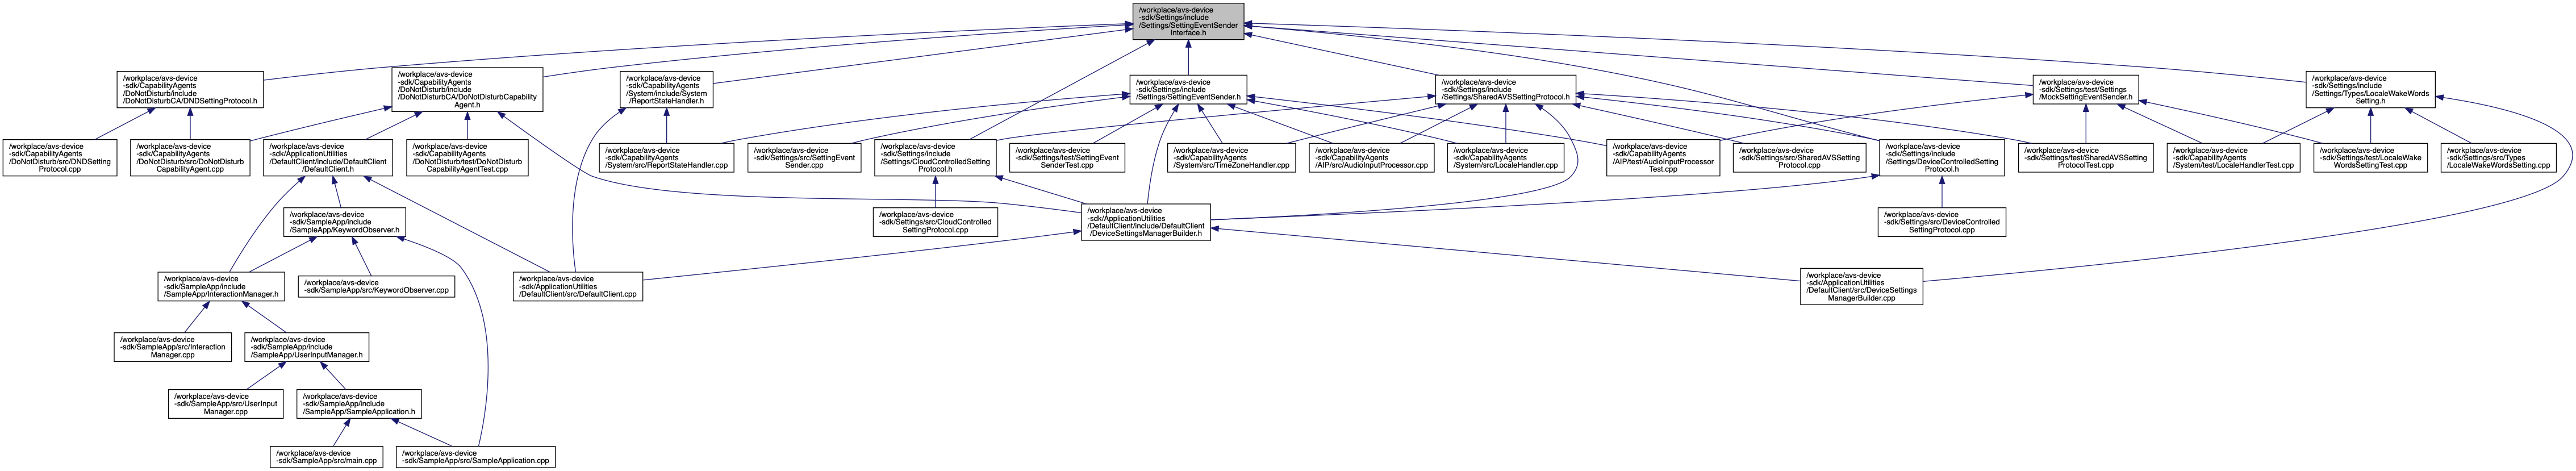 /workplace/avs-device
-sdk/Settings/include
/Settings/SettingEventSender
Interface.h
/workplace/avs-device
-sdk/CapabilityAgents
/DoNotDisturb/include
/DoNotDisturbCA/DNDSettingProtocol.h
/workplace/avs-device
-sdk/CapabilityAgents
/DoNotDisturb/include
/DoNotDisturbCA/DoNotDisturbCapability
Agent.h
/workplace/avs-device
-sdk/CapabilityAgents
/System/include/System
/ReportStateHandler.h
/workplace/avs-device
-sdk/Settings/include
/Settings/SettingEventSender.h
/workplace/avs-device
-sdk/Settings/include
/Settings/SharedAVSSettingProtocol.h
/workplace/avs-device
-sdk/Settings/test/Settings
/MockSettingEventSender.h
/workplace/avs-device
-sdk/Settings/include
/Settings/Types/LocaleWakeWords
Setting.h
/workplace/avs-device
-sdk/CapabilityAgents
/DoNotDisturb/src/DNDSetting
Protocol.cpp
/workplace/avs-device
-sdk/CapabilityAgents
/DoNotDisturb/src/DoNotDisturb
CapabilityAgent.cpp
/workplace/avs-device
-sdk/ApplicationUtilities
/DefaultClient/include/DefaultClient
/DefaultClient.h
/workplace/avs-device
-sdk/CapabilityAgents
/DoNotDisturb/test/DoNotDisturb
CapabilityAgentTest.cpp
/workplace/avs-device
-sdk/CapabilityAgents
/System/src/ReportStateHandler.cpp
/workplace/avs-device
-sdk/Settings/src/SettingEvent
Sender.cpp
/workplace/avs-device
-sdk/Settings/include
/Settings/CloudControlledSetting
Protocol.h
/workplace/avs-device
-sdk/Settings/test/SettingEvent
SenderTest.cpp
/workplace/avs-device
-sdk/CapabilityAgents
/System/src/TimeZoneHandler.cpp
/workplace/avs-device
-sdk/CapabilityAgents
/AIP/src/AudioInputProcessor.cpp
/workplace/avs-device
-sdk/CapabilityAgents
/System/src/LocaleHandler.cpp
/workplace/avs-device
-sdk/CapabilityAgents
/AIP/test/AudioInputProcessor
Test.cpp
/workplace/avs-device
-sdk/Settings/src/SharedAVSSetting
Protocol.cpp
/workplace/avs-device
-sdk/Settings/include
/Settings/DeviceControlledSetting
Protocol.h
/workplace/avs-device
-sdk/Settings/test/SharedAVSSetting
ProtocolTest.cpp
/workplace/avs-device
-sdk/CapabilityAgents
/System/test/LocaleHandlerTest.cpp
/workplace/avs-device
-sdk/Settings/test/LocaleWake
WordsSettingTest.cpp
/workplace/avs-device
-sdk/Settings/src/Types
/LocaleWakeWordsSetting.cpp
/workplace/avs-device
-sdk/SampleApp/include
/SampleApp/KeywordObserver.h
/workplace/avs-device
-sdk/Settings/src/CloudControlled
SettingProtocol.cpp
/workplace/avs-device
-sdk/ApplicationUtilities
/DefaultClient/include/DefaultClient
/DeviceSettingsManagerBuilder.h
/workplace/avs-device
-sdk/Settings/src/DeviceControlled
SettingProtocol.cpp
/workplace/avs-device
-sdk/SampleApp/include
/SampleApp/InteractionManager.h
/workplace/avs-device
-sdk/SampleApp/src/KeywordObserver.cpp
/workplace/avs-device
-sdk/ApplicationUtilities
/DefaultClient/src/DefaultClient.cpp
/workplace/avs-device
-sdk/ApplicationUtilities
/DefaultClient/src/DeviceSettings
ManagerBuilder.cpp
/workplace/avs-device
-sdk/SampleApp/src/Interaction
Manager.cpp
/workplace/avs-device
-sdk/SampleApp/include
/SampleApp/UserInputManager.h
/workplace/avs-device
-sdk/SampleApp/src/UserInput
Manager.cpp
/workplace/avs-device
-sdk/SampleApp/include
/SampleApp/SampleApplication.h
/workplace/avs-device
-sdk/SampleApp/src/main.cpp
/workplace/avs-device
-sdk/SampleApp/src/SampleApplication.cpp